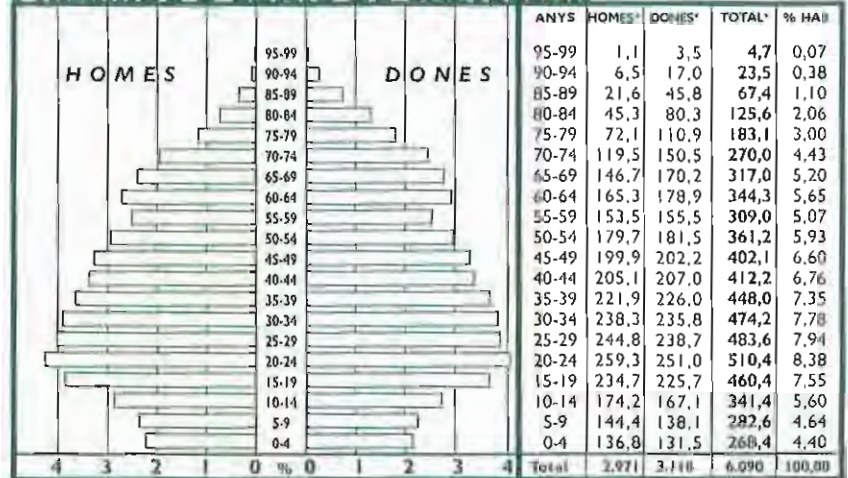 HOMES DONES
95-99
90-94
85-89
80-84
75-79
70-74
65-69
60-64
55-59
50-54
45-49
40-44
35-39
30-34
25-29
20-24
15-19
10-14
5-9
0-4
4 3 2 1 0 % 0 1 2 3 4
ANYS HOMES* DONES* TOTAL* % HAB
95-99 1,1 3,5 4,7 0,07
90-94 6,5 17,0 23,5 0,38
85-89 21,6 45,8 67,4 1,10
80-84 45,3 80,3 125,6 2,06
75-79 72,1 110,9 183,1 3,00
70-74 119,5 150,5 270,0 4,43
65-69 146,7 170,2 317,0 5,20
60-64 165,3 178,9 344,3 5,65
55-59 153,5 155,5 309,0 5,07
50-54 179,7 181,5 361,2 5,93
45-49 199,9 202,2 402,1 6,60
40-44 205,1 207,0 412,2 6,76
35-39 221,9 226,0 448,0 7,35
30-34 238,3 235,8 474,2 7,78
25-29 244,8 238,7 483,6 7,94
20-24 259,3 251,0 510,4 8,38
15-19 234,7 225,7 460,4 7,55
10-14 174,2 167,1 341,4 5,60
5-9 144,4 138,1 282,6 4,64
0-4 136,8 131,5 268,4 4,40
Total 2.971 3.118 6.090 100,00